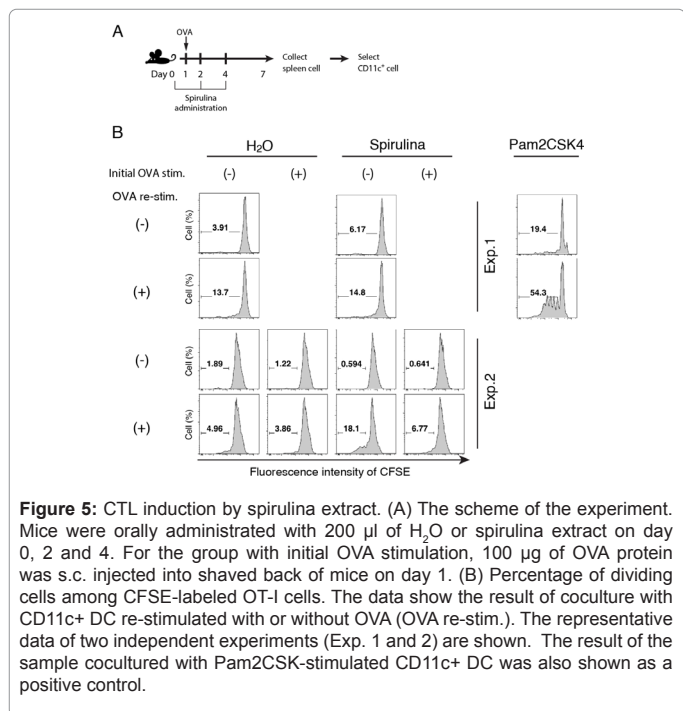 A
OVA
Day 0 1 2 4 7
Collect spleen cell
Select CD11c⁺ cell
Spirulina administration
B
H₂O Spirulina Pam2CSK4
Initial OVA stim. (-) (+) (-) (+)
OVA re-stim.
(-) Cell (%) 3.91 6.17 19.4
Exp.1
(+) Cell (%) 13.7 14.8 54.3
(-) Cell (%) 1.89 1.22 0.594 0.641
Exp.2
(+) Cell (%) 4.96 3.86 18.1 6.77
Fluorescence intensity of CFSE
Figure 5: CTL induction by spirulina extract. (A) The scheme of the experiment.
Mice were orally administrated with 200 µl of H₂O or spirulina extract on day
0, 2 and 4. For the group with initial OVA stimulation, 100 µg of OVA protein
was s.c. injected into shaved back of mice on day 1. (B) Percentage of dividing
cells among CFSE-labeled OT-I cells. The data show the result of coculture with
CD11c+ DC re-stimulated with or without OVA (OVA re-stim.). The representative
data of two independent experiments (Exp. 1 and 2) are shown. The result of the
sample cocultured with Pam2CSK-stimulated CD11c+ DC was also shown as a
positive control.